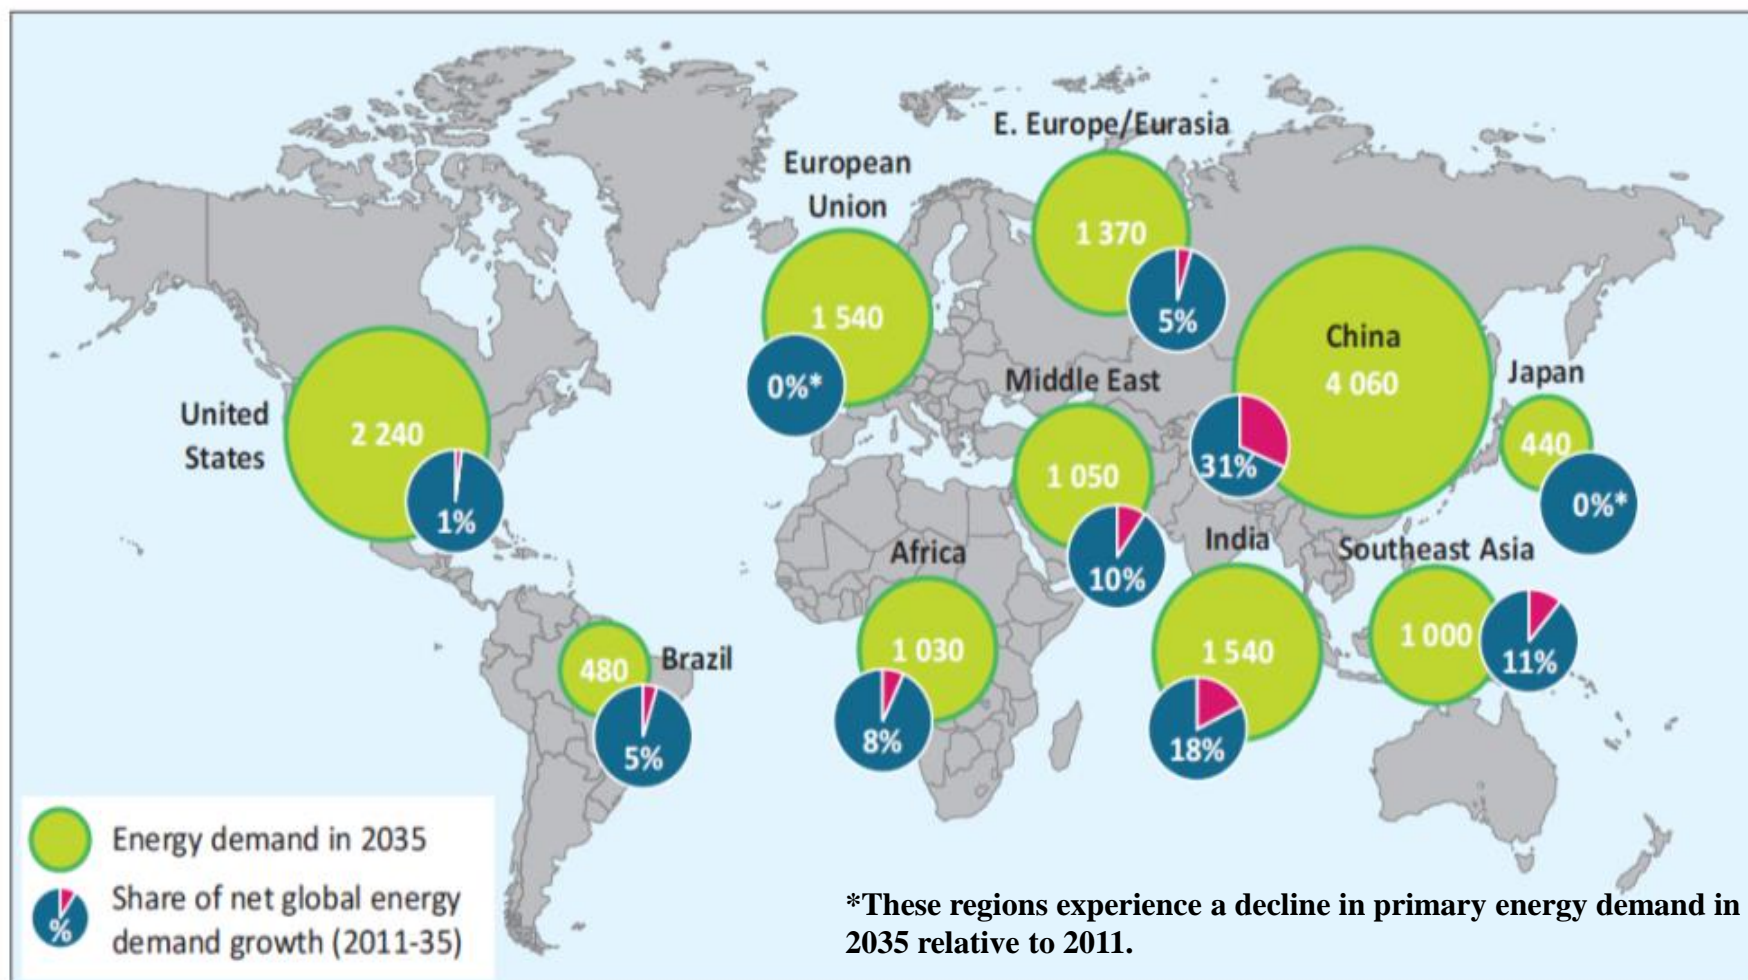 E. Europe/Eurasia
1 370
5%
European
Union
1 540
0%*
China
4 060
31%
Middle East
1 050
10%
Japan
440
0%*
United
States
2 240
1%
Africa
1 030
8%
India
1 540
18%
Southeast Asia
1 000
11%
Brazil
480
5%
Energy demand in 2035
%
Share of net global energy
demand growth (2011-35)
*These regions experience a decline in primary energy demand in
2035 relative to 2011.